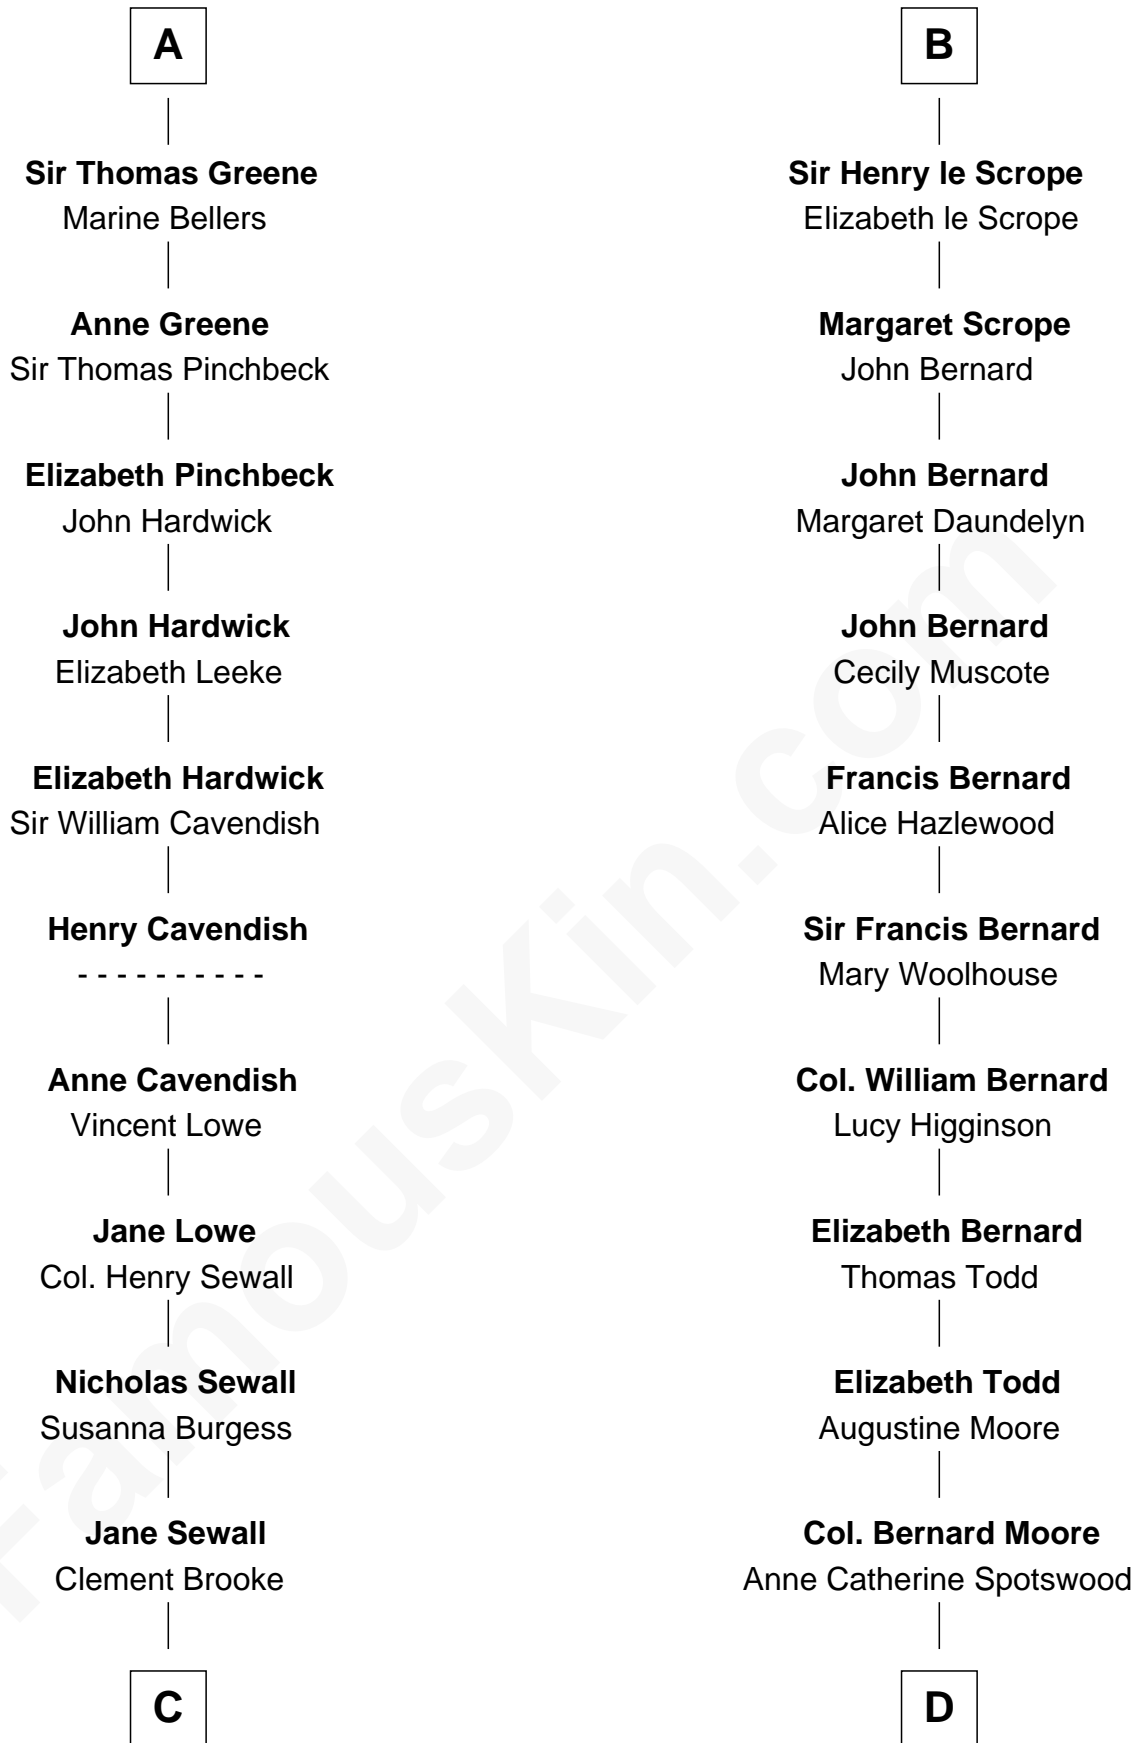 A
Sir Thomas Greene
Marine Bellers
Anne Greene
Sir Thomas Pinchbeck
Elizabeth Pinchbeck
John Hardwick
John Hardwick
Elizabeth Leeke
Elizabeth Hardwick
Sir William Cavendish
Henry Cavendish
- - - - - - - - - -
Anne Cavendish
Vincent Lowe
Jane Lowe
Col. Henry Sewall
Nicholas Sewall
Susanna Burgess
Jane Sewall
Clement Brooke
C
B
Sir Henry le Scrope
Elizabeth le Scrope
Margaret Scrope
John Bernard
John Bernard
Margaret Daundelyn
John Bernard
Cecily Muscote
Francis Bernard
Alice Hazlewood
Sir Francis Bernard
Mary Woolhouse
Col. William Bernard
Lucy Higginson
Elizabeth Bernard
Thomas Todd
Elizabeth Todd
Augustine Moore
Col. Bernard Moore
Anne Catherine Spotswood
D
FamousKin.com